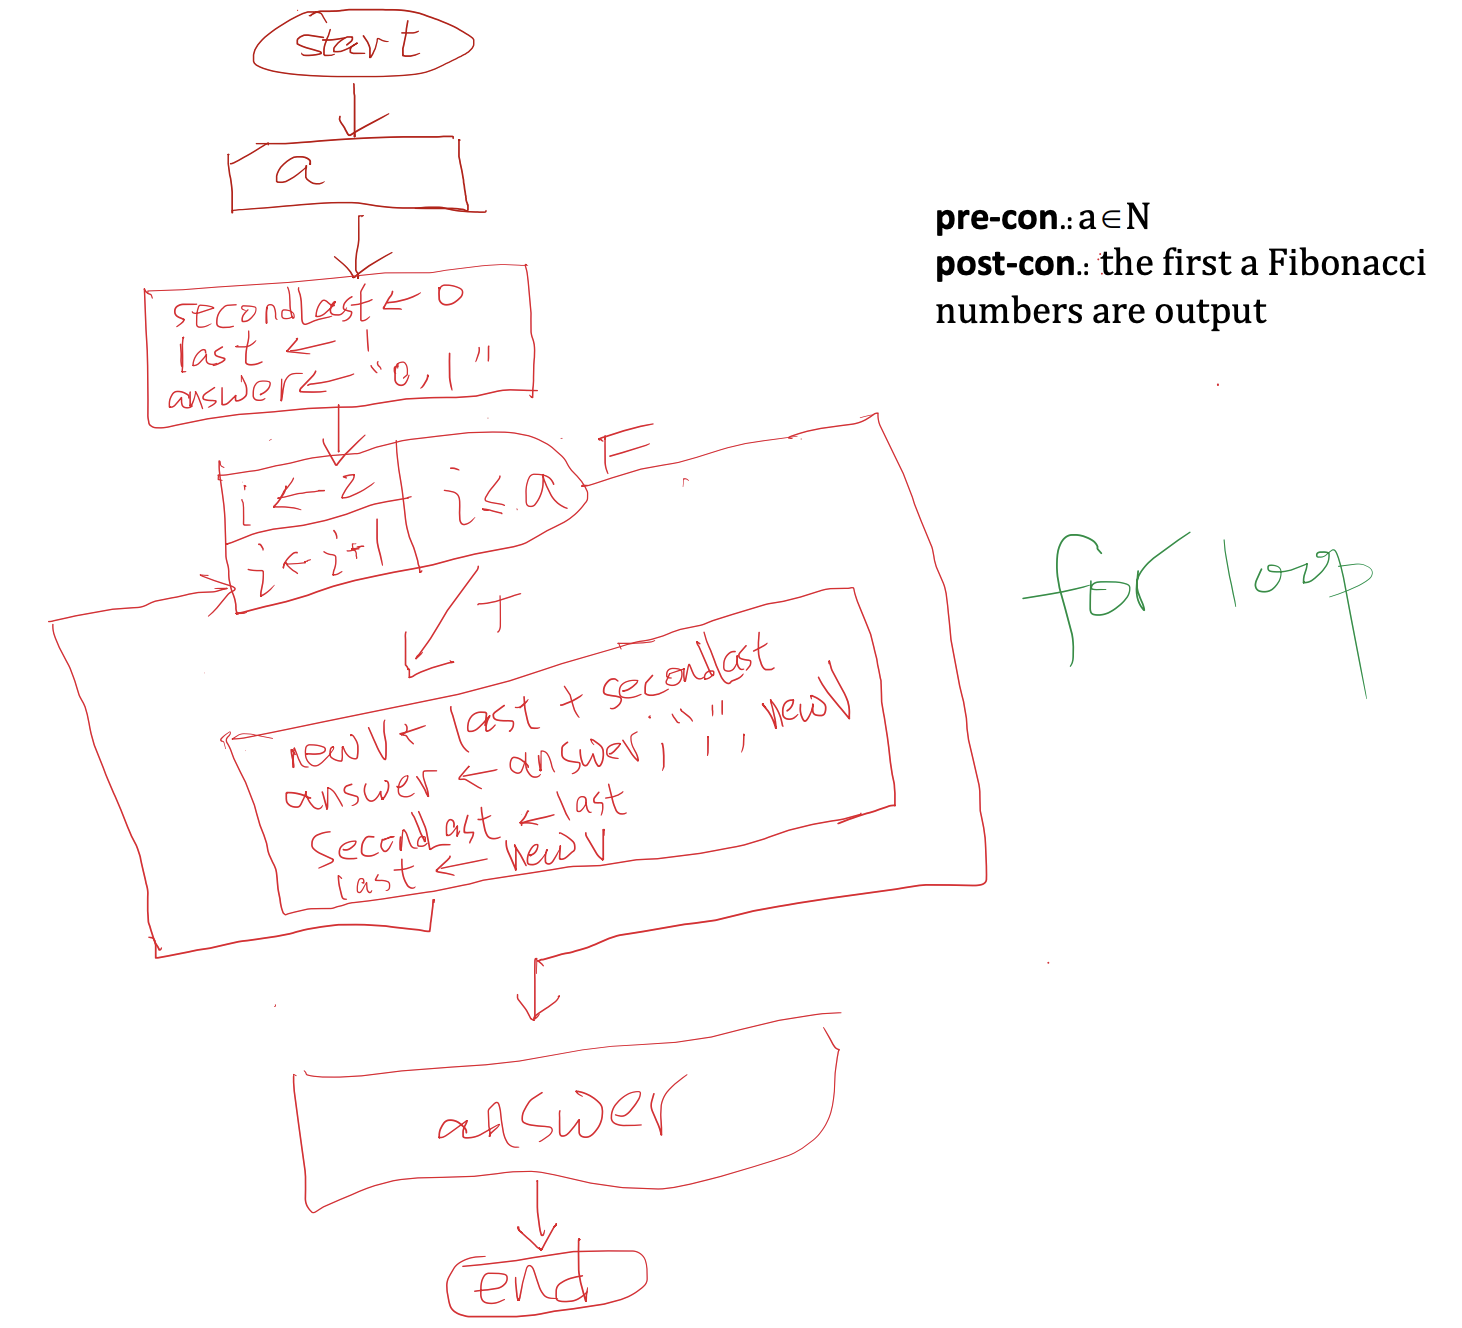 start
a
pre-con.: a∈N
post-con.: the first a Fibonacci
numbers are output
secondLast ← 0
last ← 1
answer ← "0,1"
i ← 2
i ≤ a
F
i ← i+1
for loop
T
newV ← last + secondLast
answer ← answer, ",", newV
SecondLast ← last
last ← newV
answer
end